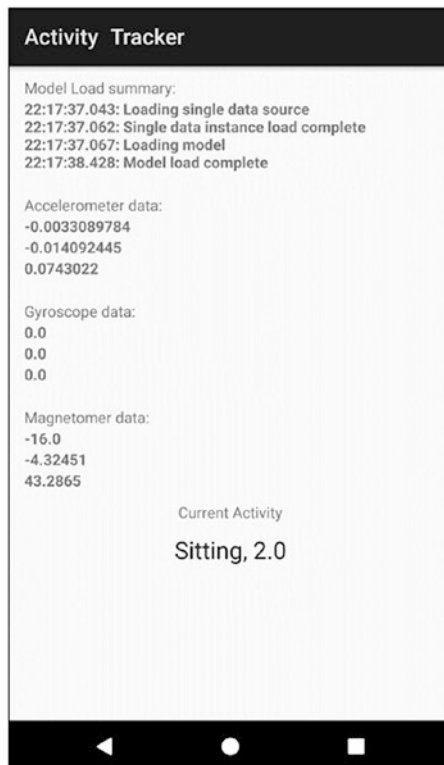 Activity Tracker
Model Load summary:
22:17:37.043: Loading single data source
22:17:37.062: Single data instance load complete
22:17:37.067: Loading model
22:17:38.428: Model load complete
Accelerometer data:
-0.0033089784
-0.014092445
0.0743022
Gyroscope data:
0.0
0.0
0.0
Magnetomer data:
-16.0
-4.32451
43.2865
Current Activity
Sitting, 2.0